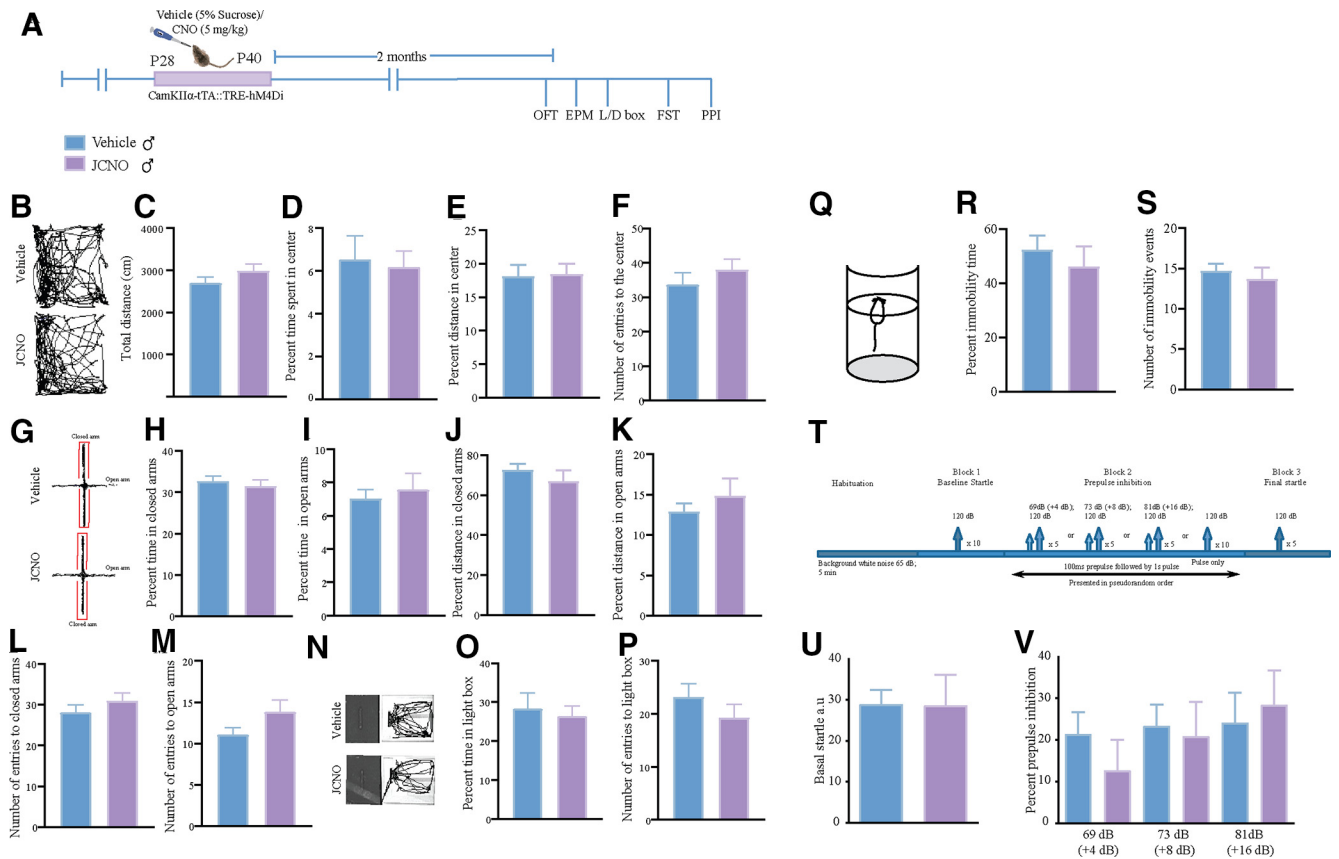 A
Vehicle (5% Sucrose)/
CNO (5 mg/kg)
P28
P40
2 months
CamKIIα-tTA::TRE-hM4Di
OFT
EPM
L/D box
FST
PPI
Vehicle ♂
JCNO ♂
B
Vehicle
JCNO
C
Total distance (cm)
4000
3000
2000
1000
0
D
Percent time spent in center
8
6
4
2
0
E
Percent distance in center
25
20
15
10
5
0
F
Number of entries to the center
50
40
30
20
10
0
Q
R
Percent immobility time
60
40
20
0
S
Number of immobility events
20
15
10
5
0
G
Vehicle
Closed arm
Open arm
JCNO
Open arm
Closed arm
H
Percent time in closed arms
40
30
20
10
0
I
Percent time in open arms
10
8
6
4
2
0
J
Percent distance in closed arms
80
60
40
20
0
K
Percent distance in open arms
20
15
10
5
0
T
Habitusation
Block 1
Baseline Startle
Block 2
Prepulse inhibition
Block 3
Final startle
120 dB
x 10
69dB (+4 dB);
120 dB
x 5
or
73 dB (+8 dB);
120 dB
x 5
or
81dB (+16 dB);
120 dB
x 5
or
120 dB
x 10
Pulse only
120 dB
x 5
Background white noise 65 dB;
5 min
100ms prepulse followed by 1s pulse
Presented in pseudorandom order
L
Number of entries to closed arms
40
30
20
10
0
M
Number of entries to open arms
20
15
10
5
0
N
Vehicle
JCNO
O
Percent time in light box
40
30
20
10
0
P
Number of entries to light box
30
20
10
0
U
Basal startle a.u
40
30
20
10
0
V
Percent prepulse inhibition
40
30
20
10
0
69 dB
(+4 dB)
73 dB
(+8 dB)
81dB
(+16 dB)